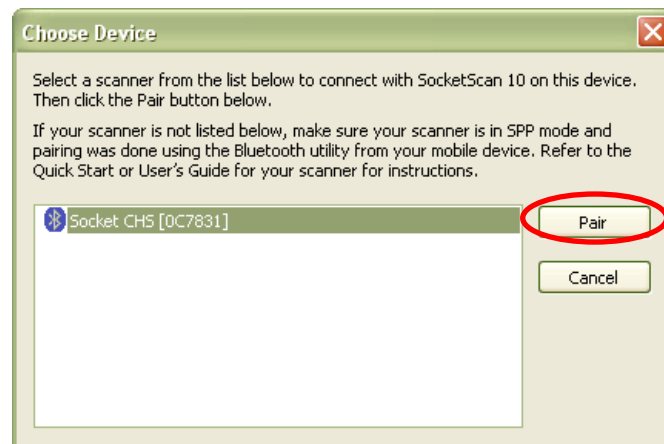 Choose Device
Select a scanner from the list below to connect with SocketScan 10 on this device.
Then click the Pair button below.
If your scanner is not listed below, make sure your scanner is in SPP mode and
pairing was done using the Bluetooth utility from your mobile device. Refer to the
Quick Start or User's Guide for your scanner for instructions.
Socket CHS [0C7831]
Pair
Cancel